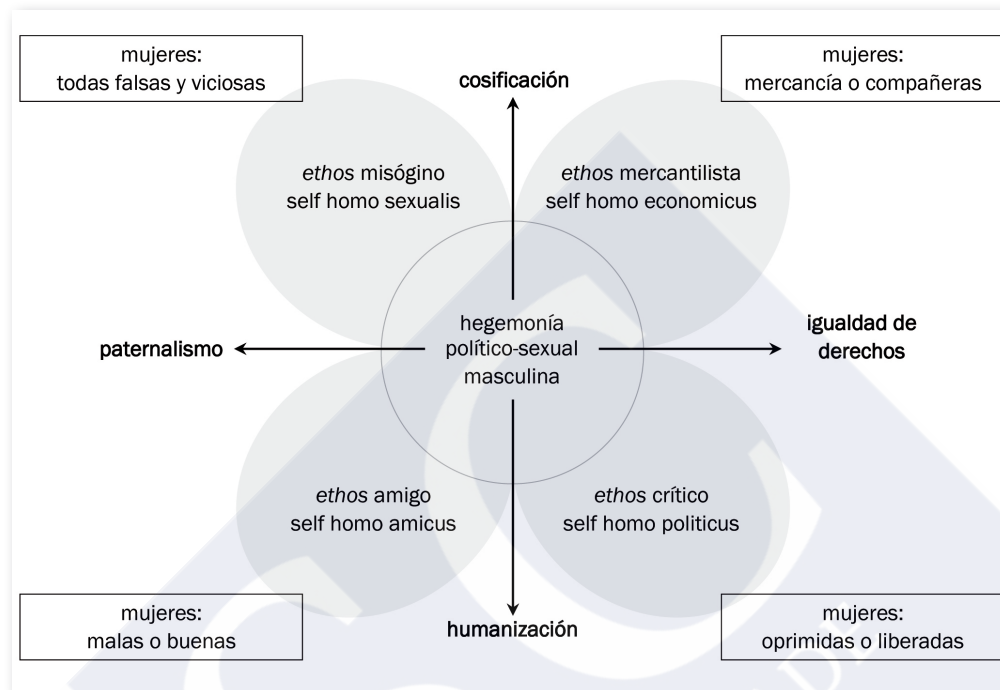 mujeres:
todas falsas y viciosas
cosificación
mujeres:
mercancía o compañeras
ethos misógino
self homo sexualis
ethos mercantilista
self homo economicus
paternalismo
hegemonía
político-sexual
masculina
igualdad de
derechos
ethos amigo
self homo amicus
ethos crítico
self homo politicus
mujeres:
malas o buenas
humanización
mujeres:
oprimidas o liberadas
DE